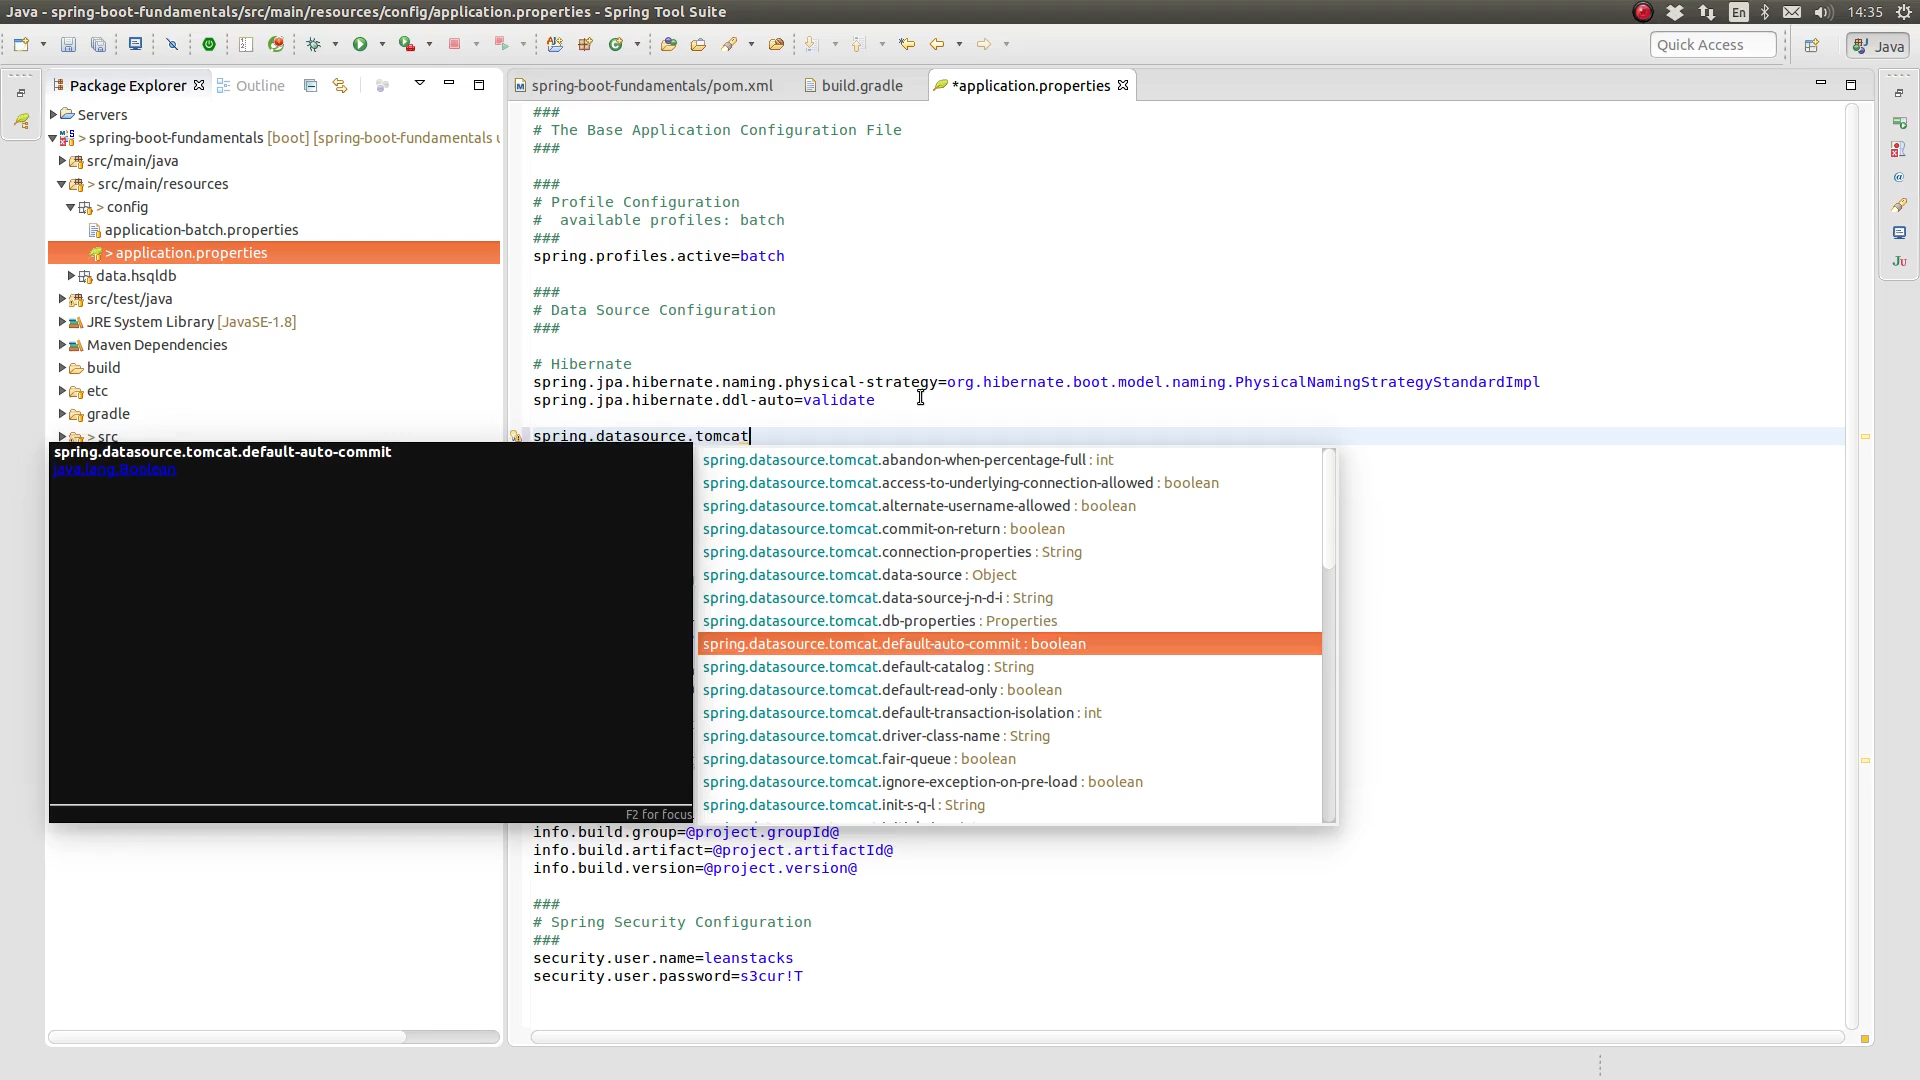 Java - spring-boot-fundamentals/src/main/resources/config/application.properties - Spring Tool Suite
En
14:35
Quick Access
Java
Package Explorer
Outline
Servers
> spring-boot-fundamentals [boot] [spring-boot-fundamentals
src/main/java
> src/main/resources
> config
application-batch.properties
> application.properties
data.hsqldb
src/test/java
JRE System Library [JavaSE-1.8]
Maven Dependencies
build
etc
gradle
> src
spring-boot-fundamentals/pom.xml
build.gradle
*application.properties
###
# The Base Application Configuration File
###
###
# Profile Configuration
#  available profiles: batch
###
spring.profiles.active=batch
###
# Data Source Configuration
###
# Hibernate
spring.jpa.hibernate.naming.physical-strategy=org.hibernate.boot.model.naming.PhysicalNamingStrategyStandardImpl
spring.jpa.hibernate.ddl-auto=validate
spring.datasource.tomcat
spring.datasource.tomcat.default-auto-commit
java.lang.Boolean
F2 for focus
spring.datasource.tomcat.abandon-when-percentage-full : int
spring.datasource.tomcat.access-to-underlying-connection-allowed : boolean
spring.datasource.tomcat.alternate-username-allowed : boolean
spring.datasource.tomcat.commit-on-return : boolean
spring.datasource.tomcat.connection-properties : String
spring.datasource.tomcat.data-source : Object
spring.datasource.tomcat.data-source-j-n-d-i : String
spring.datasource.tomcat.db-properties : Properties
spring.datasource.tomcat.default-auto-commit : boolean
spring.datasource.tomcat.default-catalog : String
spring.datasource.tomcat.default-read-only : boolean
spring.datasource.tomcat.default-transaction-isolation : int
spring.datasource.tomcat.driver-class-name : String
spring.datasource.tomcat.fair-queue : boolean
spring.datasource.tomcat.ignore-exception-on-pre-load : boolean
spring.datasource.tomcat.init-s-q-l : String
info.build.group=@project.groupId@
info.build.artifact=@project.artifactId@
info.build.version=@project.version@
###
# Spring Security Configuration
###
security.user.name=leanstacks
security.user.password=s3cur!T